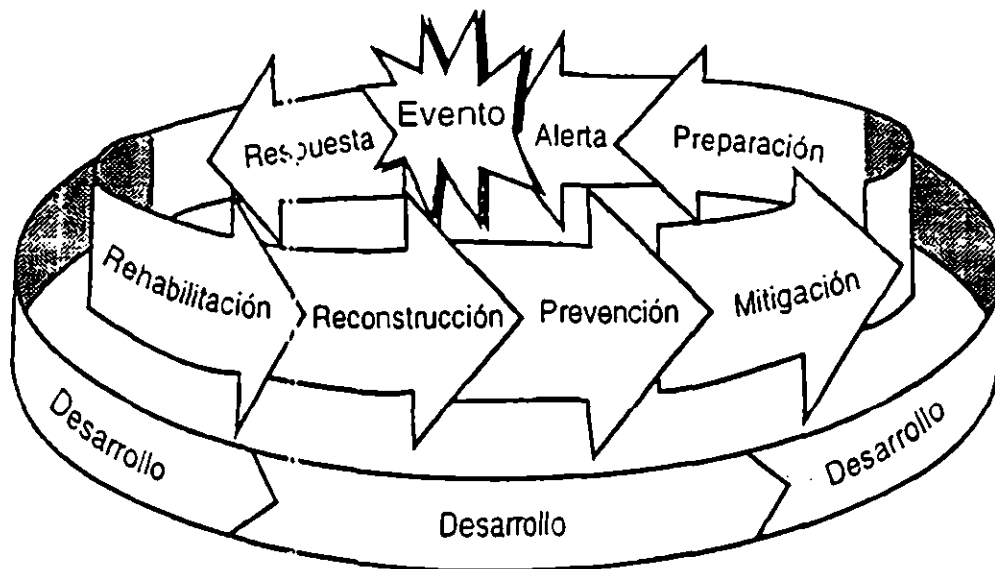 Evento
Respuesta
Alerta
Preparación
Rehabilitación
Reconstrucción
Prevención
Mitigación
Desarrollo
Desarrollo
Desarrollo